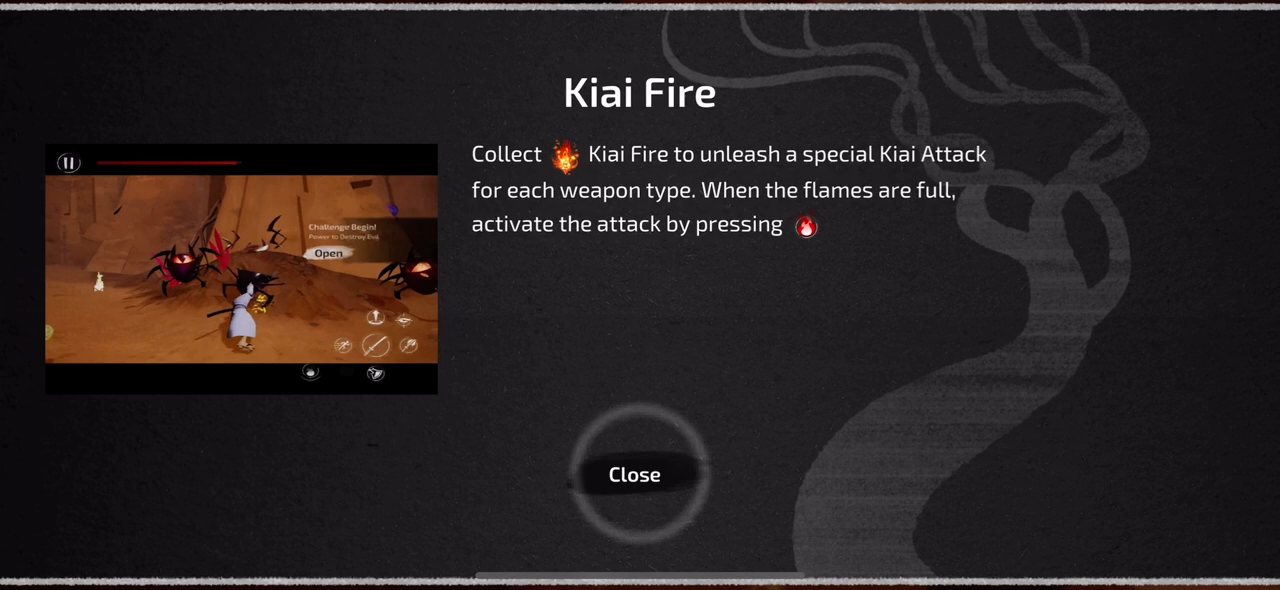 Kiai Fire
Collect Kiai Fire to unleash a special Kiai Attack
for each weapon type. When the flames are full,
activate the attack by pressing
Challenge Begin!
Power to Destroy Evil
Open
Close